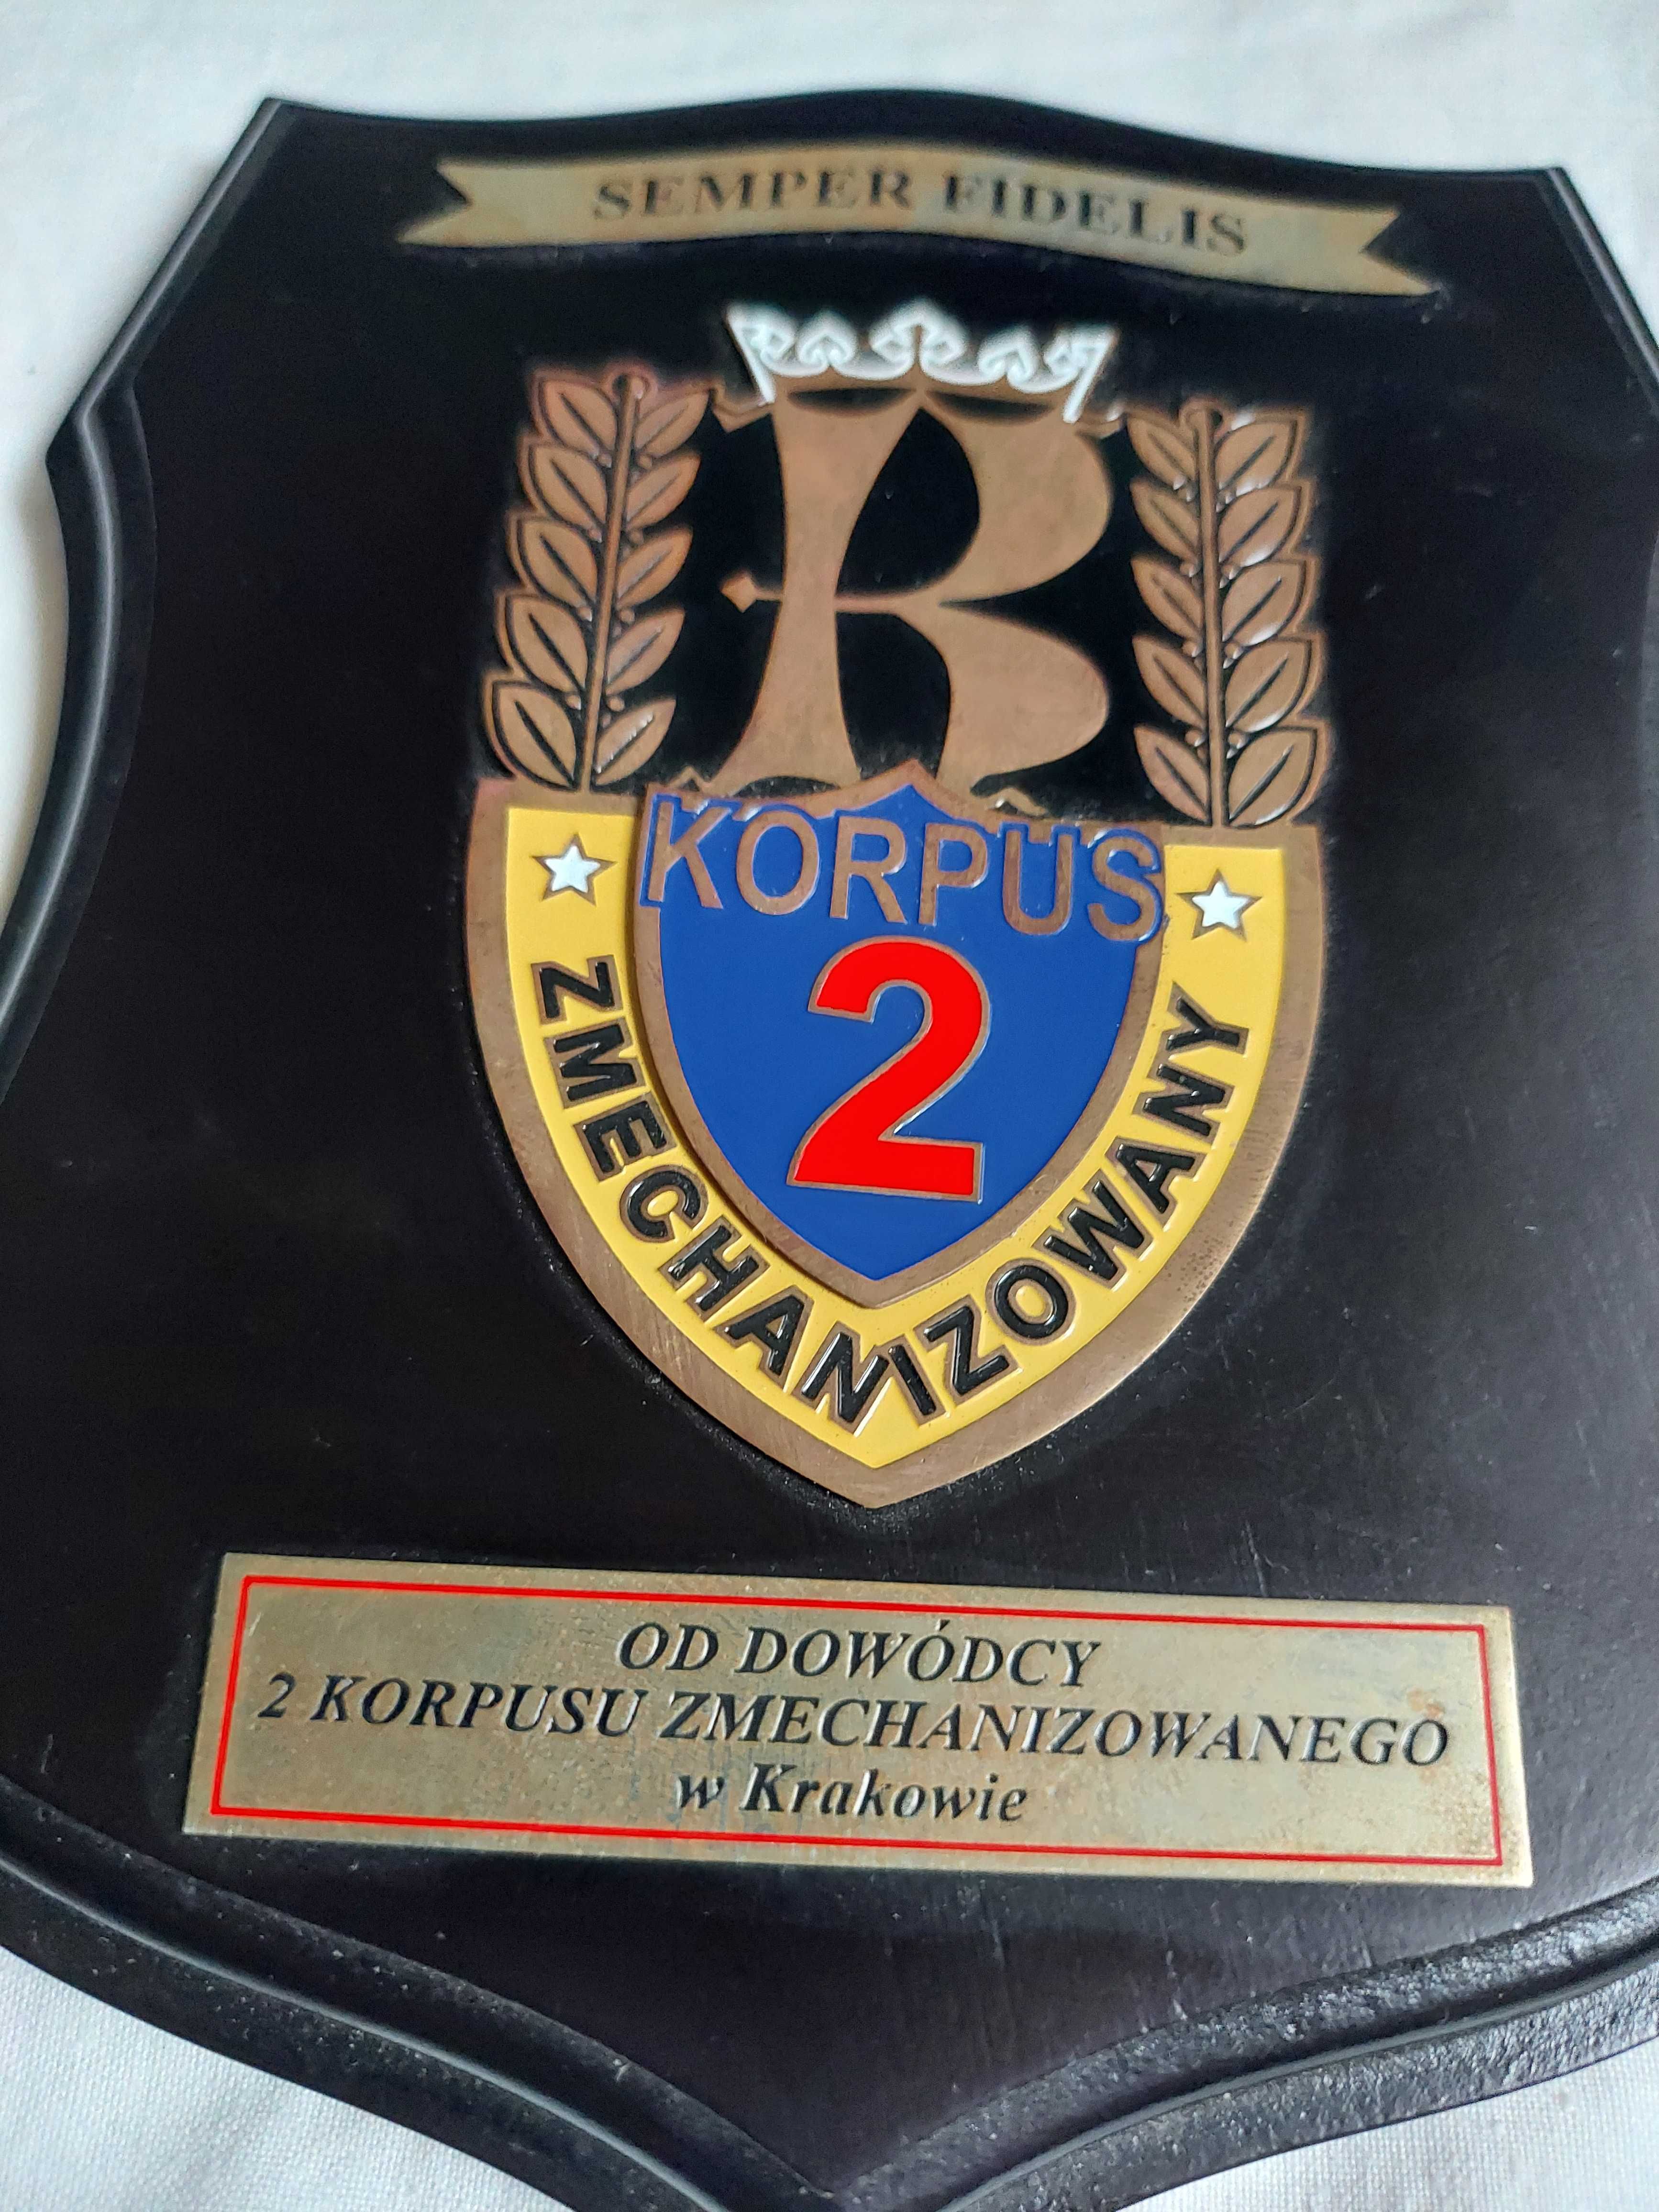 SEMPER FIDELIS
B
KORPUS
2
ZMECHANIZOWANY
OD DOWÓDCY
2 KORPUSU ZMECHANIZOWANEGO
w Krakowie